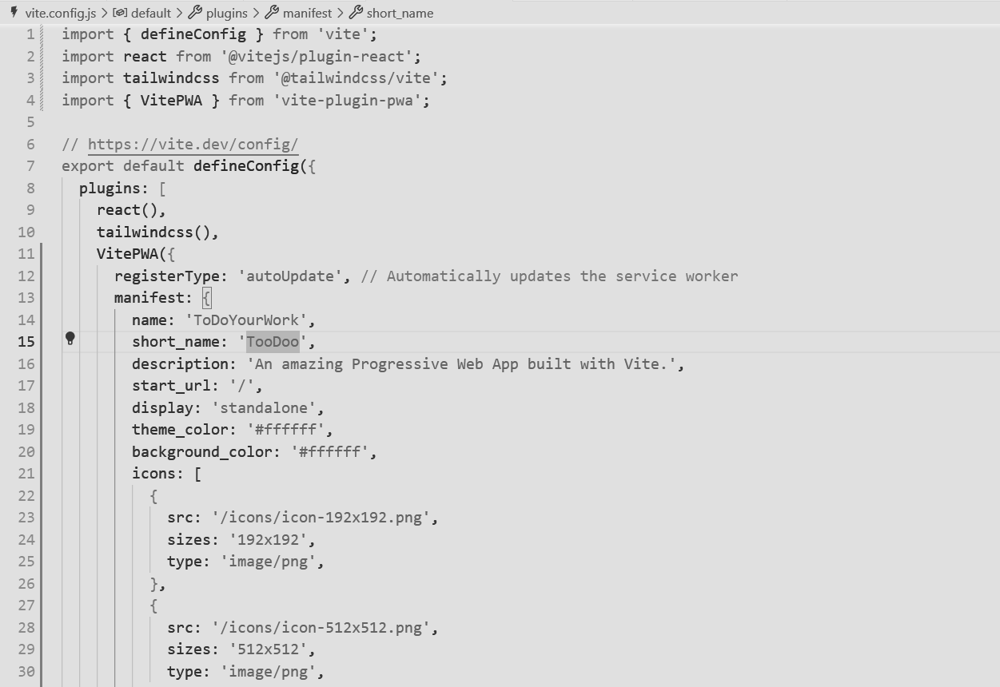 vite.config.js > default > plugins > manifest > short_name
1 import { defineConfig } from 'vite';
2 import react from '@vitejs/plugin-react';
3 import tailwindcss from '@tailwindcss/vite';
4 import { VitePWA } from 'vite-plugin-pwa';
5
6 // https://vite.dev/config/
7 export default defineConfig({
8   plugins: [
9     react(),
10     tailwindcss(),
11     VitePWA({
12       registerType: 'autoUpdate', // Automatically updates the service worker
13       manifest: {
14         name: 'ToDoYourWork',
15         short_name: 'TooDoo',
16         description: 'An amazing Progressive Web App built with Vite.',
17         start_url: '/',
18         display: 'standalone',
19         theme_color: '#ffffff',
20         background_color: '#ffffff',
21         icons: [
22           {
23             src: '/icons/icon-192x192.png',
24             sizes: '192x192',
25             type: 'image/png',
26           },
27           {
28             src: '/icons/icon-512x512.png',
29             sizes: '512x512',
30             type: 'image/png',